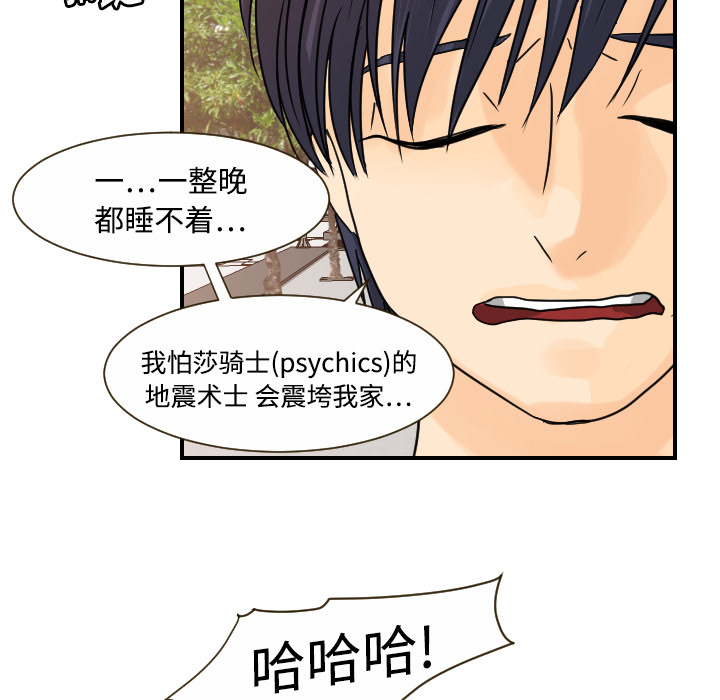 一...一整晚
都睡不着...
我怕莎骑士(psychics)的
地震术士 会震垮我家...
哈哈哈!